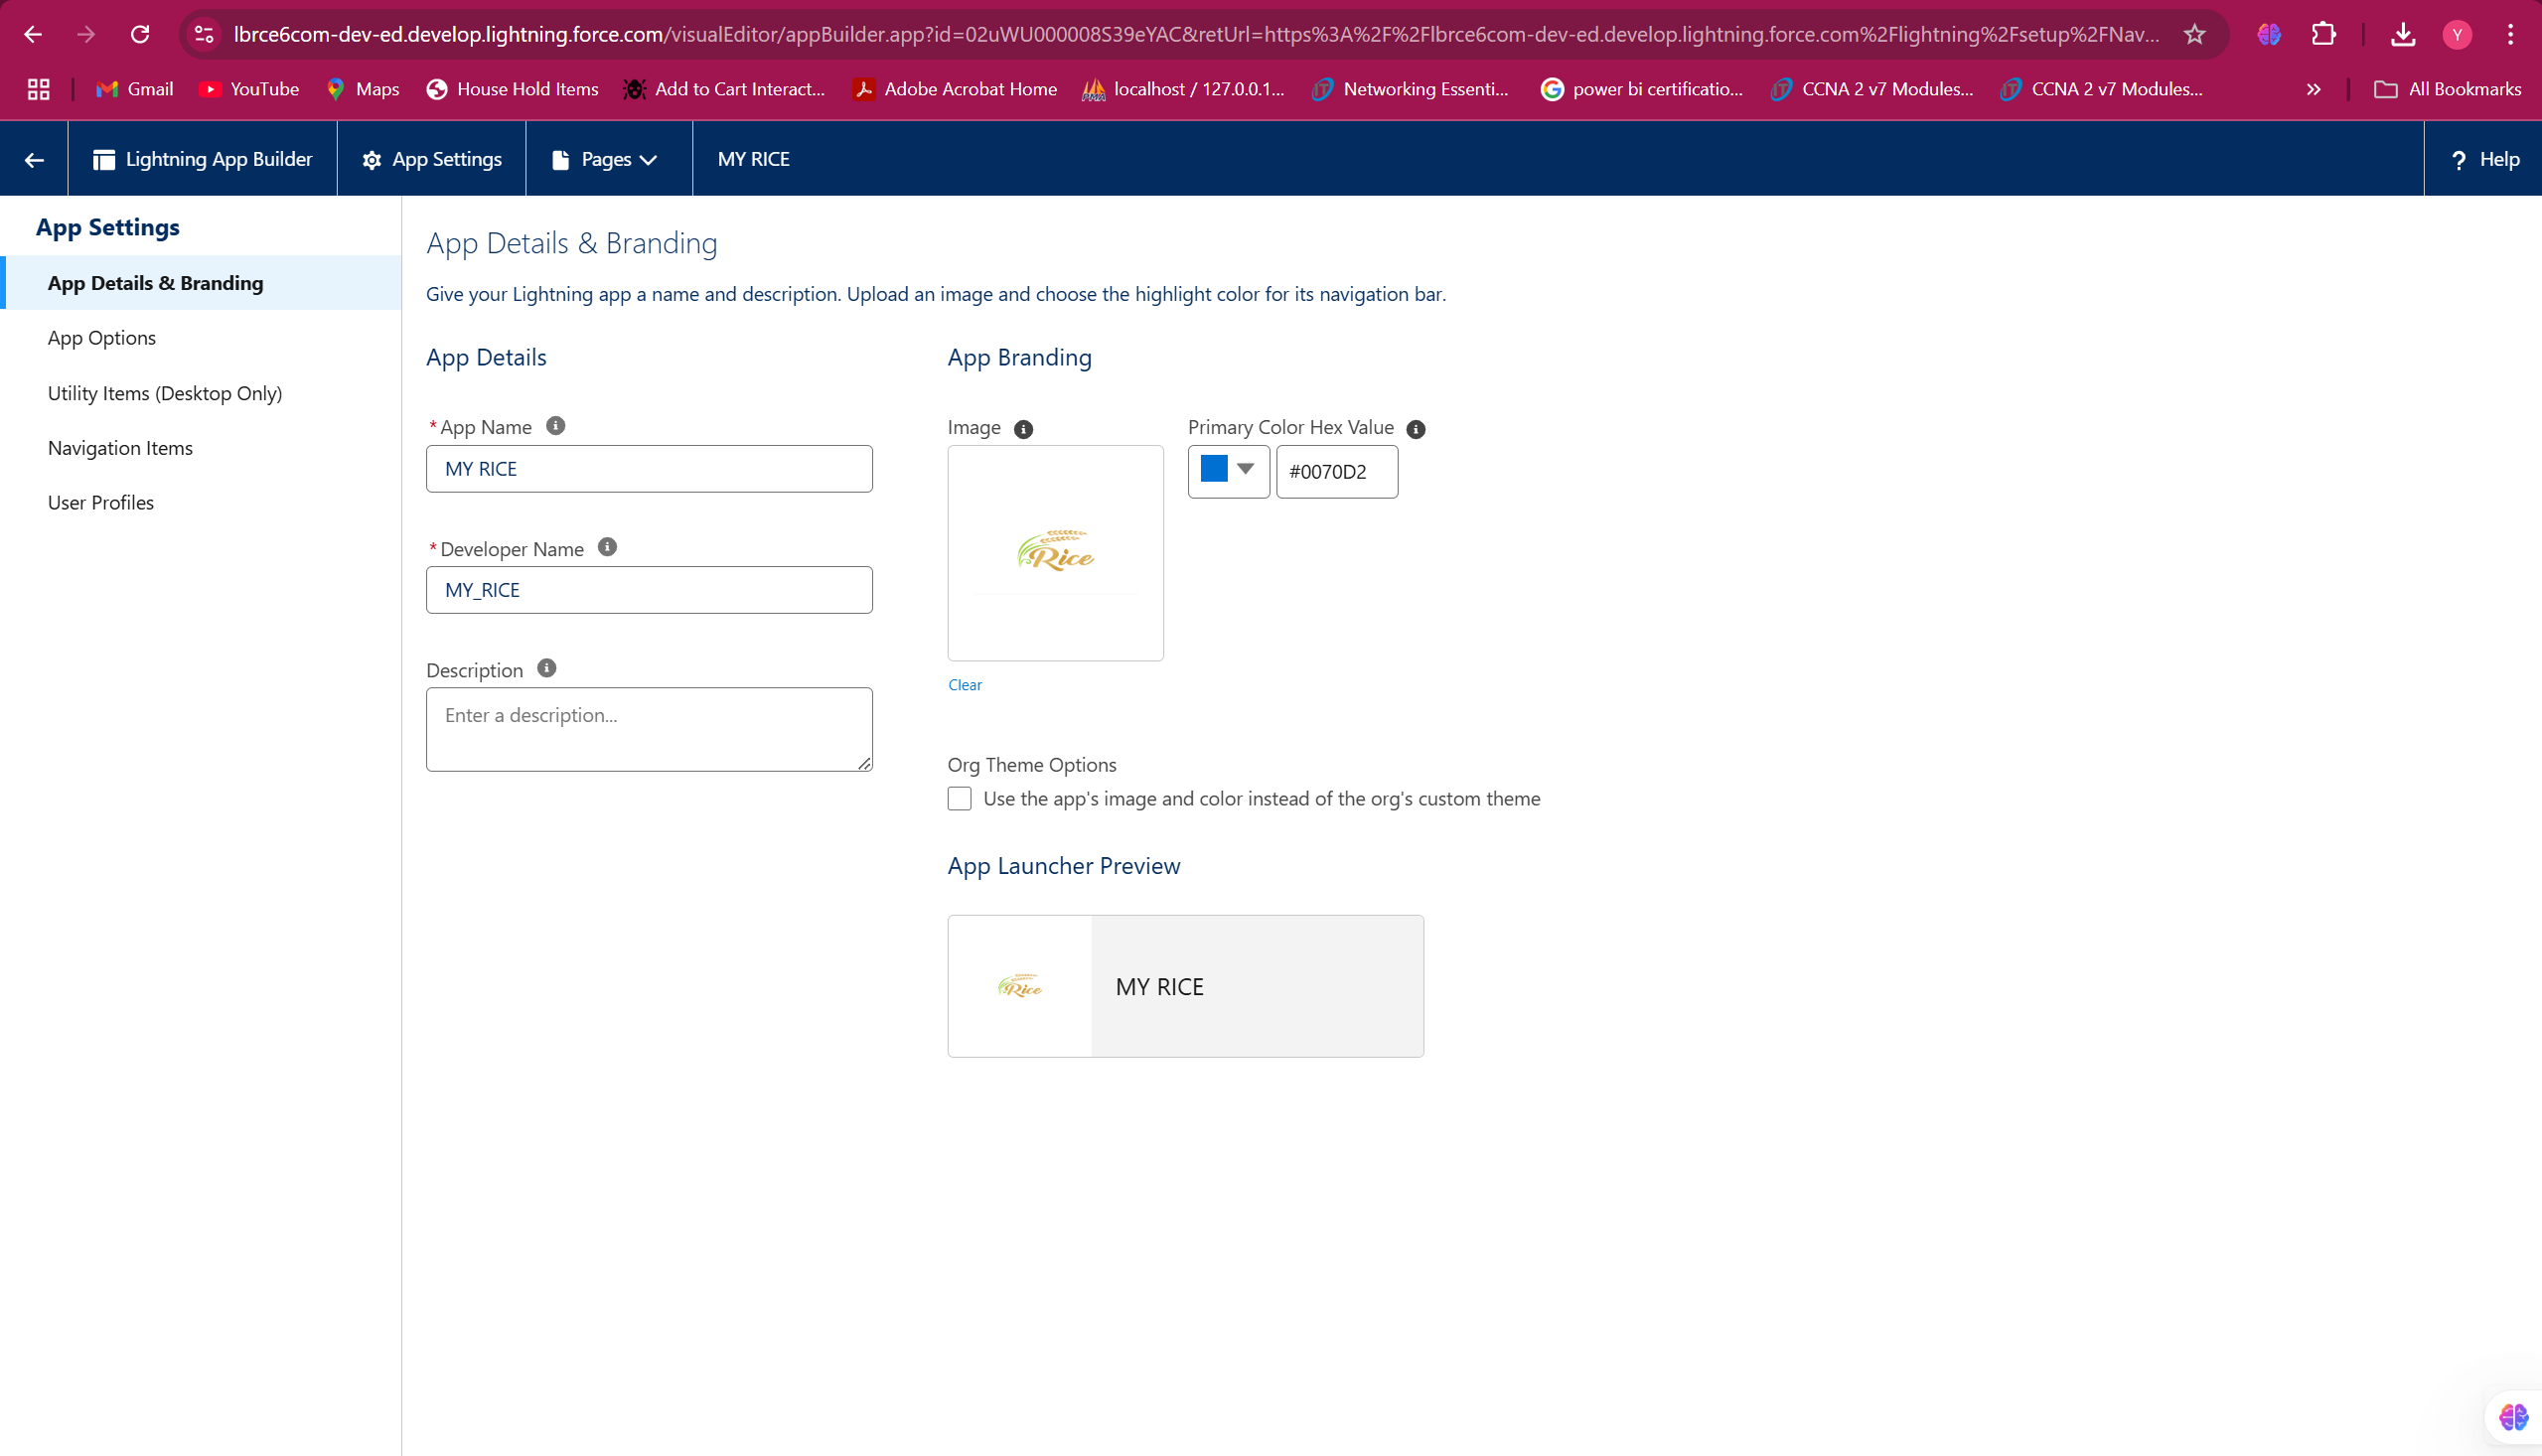 lbrce6com-dev-ed.develop.lightning.force.com/visualEditor/appBuilder.app?id=02uWU000008S39eYAC&retUrl=https%3A%2F%2Flbrce6com-dev-ed.develop.lightning.force.com%2Flightning%2Fsetup%2FNav...
Y
Gmail YouTube Maps House Hold Items Add to Cart Interact... Adobe Acrobat Home localhost / 127.0.0.1... Networking Essenti... power bi certificatio... CCNA 2 v7 Modules... CCNA 2 v7 Modules... » All Bookmarks
Lightning App Builder App Settings Pages MY RICE ? Help
App Settings
App Details & Branding
App Options
Utility Items (Desktop Only)
Navigation Items
User Profiles
App Details & Branding
Give your Lightning app a name and description. Upload an image and choose the highlight color for its navigation bar.
App Details
*App Name
MY RICE
*Developer Name
MY_RICE
Description
Enter a description...
App Branding
Image
Rice
Clear
Primary Color Hex Value
#0070D2
Org Theme Options
Use the app's image and color instead of the org's custom theme
App Launcher Preview
Rice
MY RICE